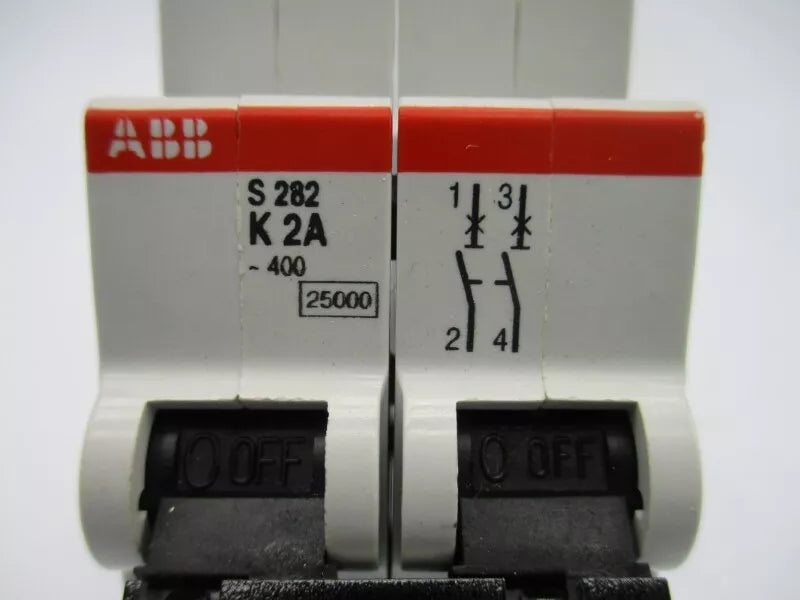 ABB
S 282
K 2A
~ 400
25000
1 3
2 4
O OFF
O OFF